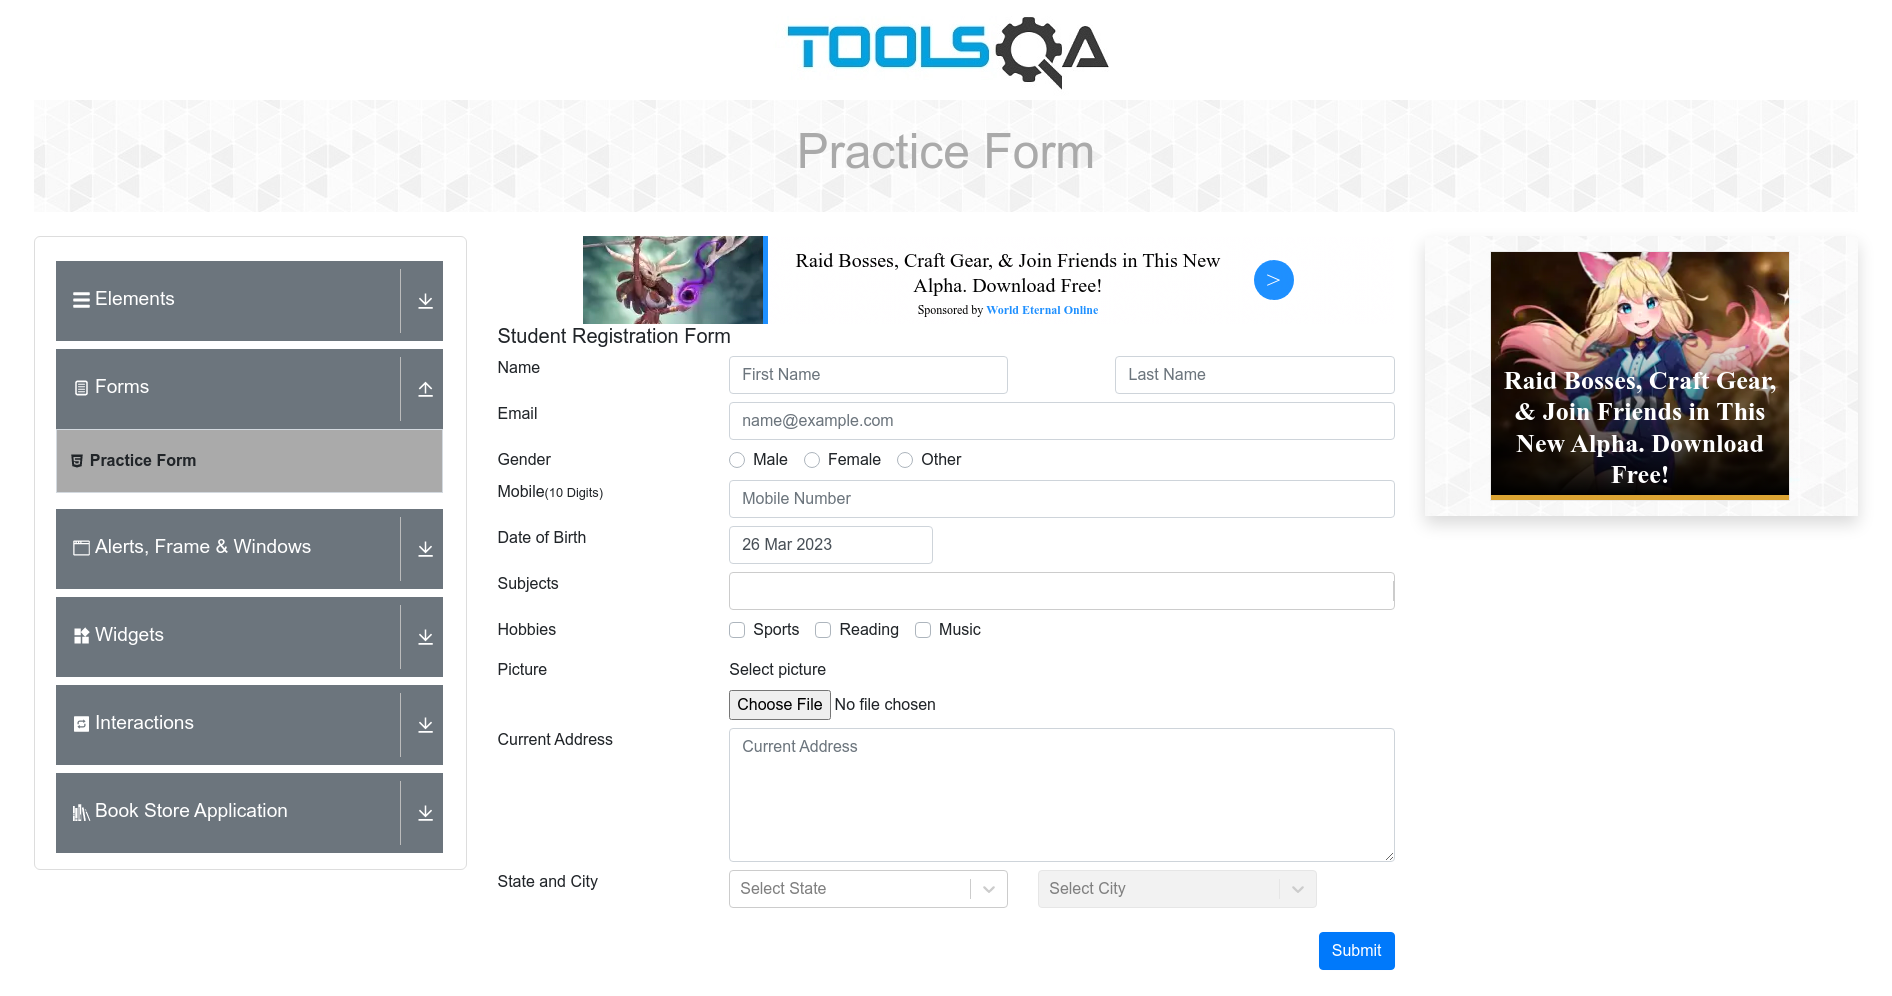 TOOLSQA
Practice Form
Elements
Forms
Practice Form
Alerts, Frame & Windows
Widgets
Interactions
Book Store Application
Raid Bosses, Craft Gear, & Join Friends in This New
Alpha. Download Free!
Sponsored by World Eternal Online
>
Student Registration Form
Name
First Name
Last Name
Email
name@example.com
Gender
Male
Female
Other
Mobile(10 Digits)
Mobile Number
Date of Birth
26 Mar 2023
Subjects
Hobbies
Sports
Reading
Music
Picture
Select picture
Choose File No file chosen
Current Address
Current Address
State and City
Select State
Select City
Submit
Raid Bosses, Craft Gear,
& Join Friends in This
New Alpha. Download
Free!